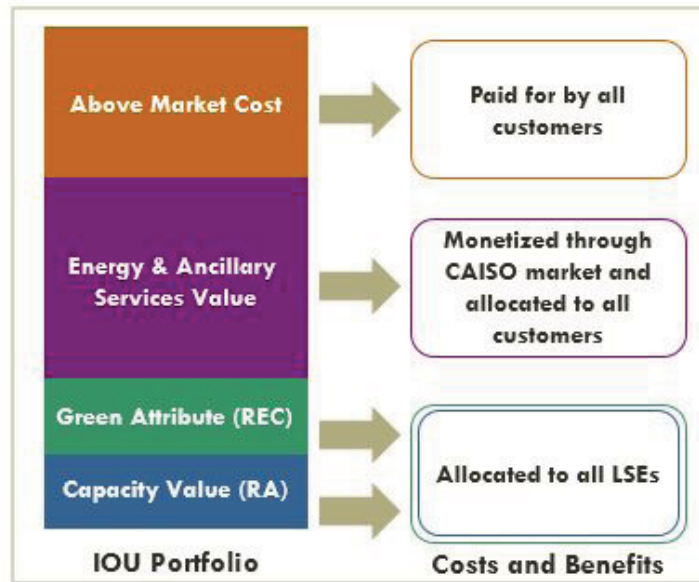 Above Market Cost
Paid for by all
customers
Energy & Ancillary
Services Value
Monetized through
CAISO market and
allocated to all
customers
Green Attribute (REC)
Capacity Value (RA)
Allocated to all LSEs
IOU Portfolio
Costs and Benefits